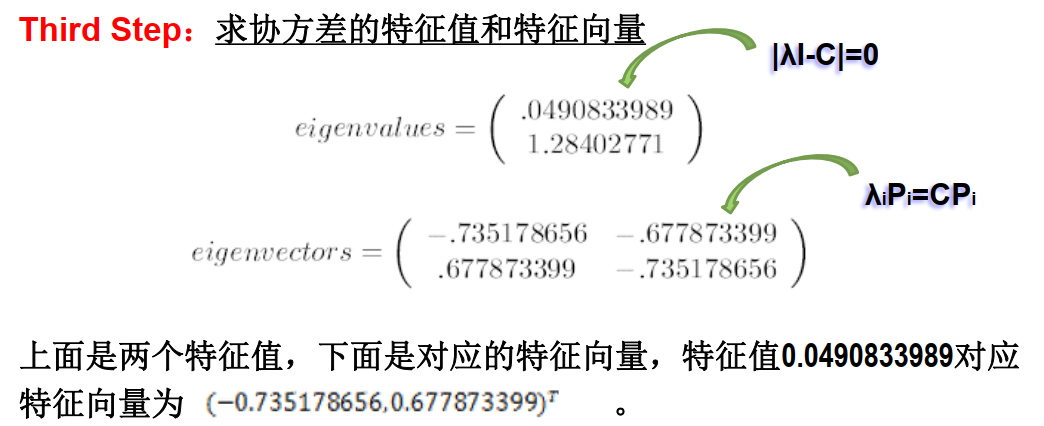 Third Step：求协方差的特征值和特征向量
|λI-C|=0
eigenvalues = ( .0490833989
1.28402771 )
λiPi=CPi
eigenvectors = ( −.735178656 −.677873399
.677873399 −.735178656 )
上面是两个特征值，下面是对应的特征向量，特征值0.0490833989对应
特征向量为 (−0.735178656,0.677873399)ᵀ 。